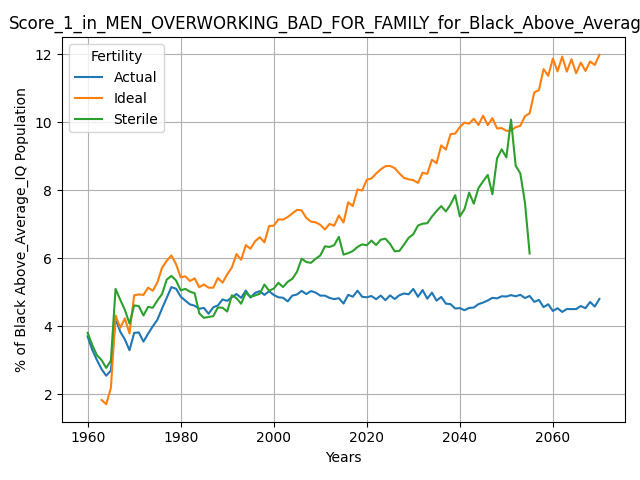 Score_1_in_MEN_OVERWORKING_BAD_FOR_FAMILY_for_Black_Above_Averag
% of Black Above_Average_IQ Population
12
10
8
6
4
2
Fertility
Actual
Ideal
Sterile
1960
1980
2000
2020
2040
2060
Years